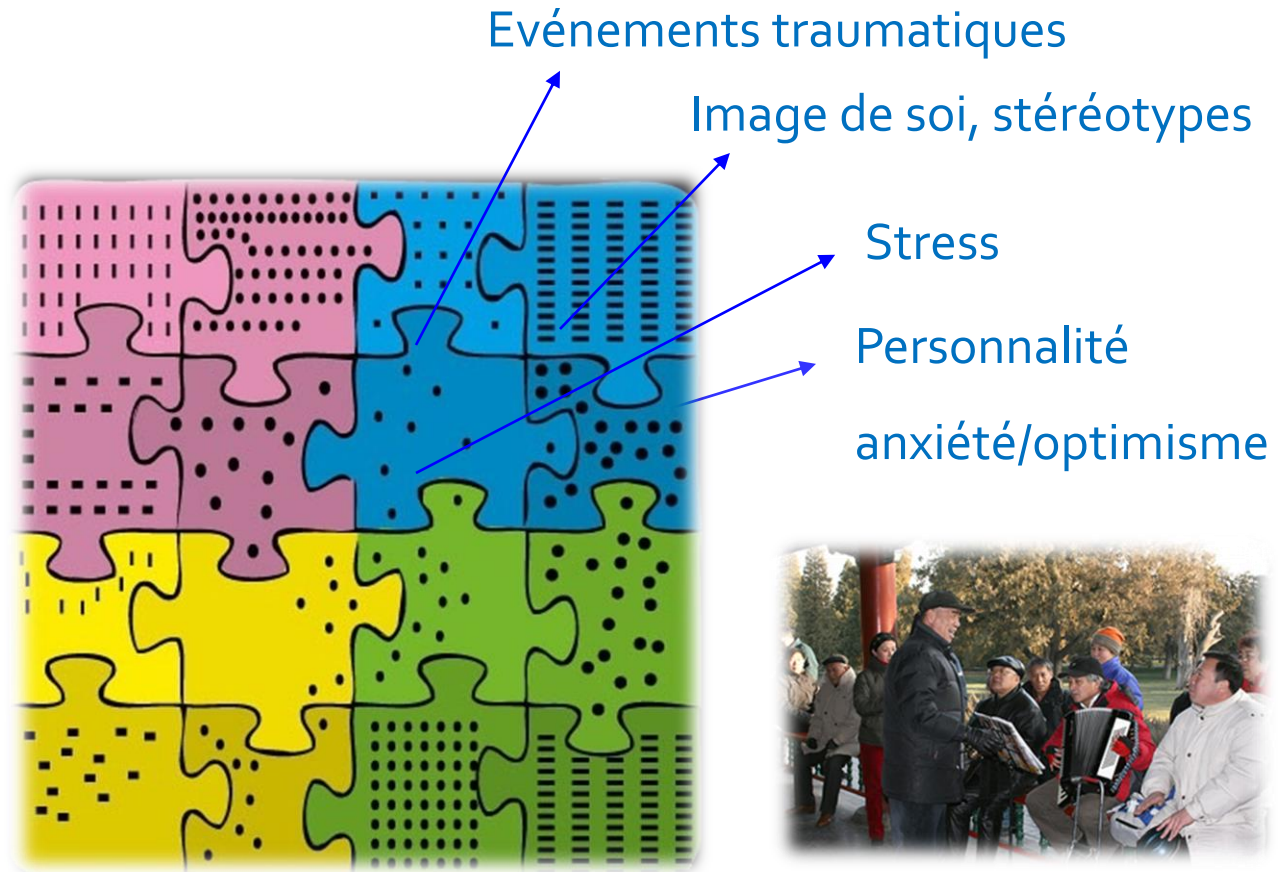 Evénements traumatiques
Image de soi, stéréotypes
Stress
Personnalité
anxiété/optimisme